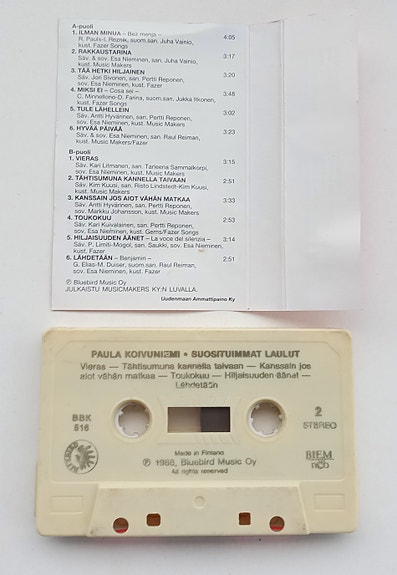 A-puoli
1. ILMAN MINUA – Bez menja –
R. Pauls-I. Reznik, suom.san. Juha Vainio,
kust. Fazer Songs
4:05
2. RAKKAUSTARINA
Säv. & sov. Esa Nieminen, san. Juha Vainio,
kust. Music Makers
3:17
3. TÄÄ HETKI HILJAINEN
Säv. Jori Sivonen, san. Pertti Reponen,
sov. Esa Nieminen, kust. Fazer
3:20
4. MIKSI EI – Cosa sei –
C. Minnellono-D. Farina, suom.san. Jukka Itkonen,
kust. Fazer Songs
3:48
5. TULE LÄHELLEIN
Säv. Antti Hyvärinen, san. Pertti Reponen,
sov. Esa Nieminen, kust. Music Makers
3:02
6. HYVÄÄ PÄIVÄÄ
Säv. & sov. Esa Nieminen, san. Raul Reiman,
kust. Music Makers/Fazer
3:23
B-puoli
1. VIERAS
Säv. Kari Litmanen, san. Tarleena Sammalkorpi,
sov. Esa Nieminen, kust. Fazer
3:15
2. TÄHTISUMUNA KANNELLA TAIVAAN
Säv. Kim Kuusi, san. Risto Lindstedt-Kim Kuusi,
kust. Music Makers
2:51
3. KANSSAIN JOS AIOT VÄHÄN MATKAA
Säv. Antti Hyvärinen, san. Pertti Reponen,
sov. Markku Johansson, kust. Music Makers
3:33
4. TOUKOKUU
Säv. Kari Kuivalainen, san. Pertti Reponen,
sov. Esa Nieminen, kust. Gems/Fazer Songs
2:53
5. HILJAISUUDEN ÄÄNET – La voce del silenzia –
Säv. P. Limiti-Mogol, san. Saukki, sov. Esa Nieminen,
kust. Fazer
3:14
6. LÄHDETÄÄN – Benjamin –
G. Elias-M. Duiser, suom.san. Raul Reiman,
sov. Esa Nieminen, kust. Fazer
2:51
℗ Bluebird Music Oy
JULKAISTU MUSICMAKERS KY:N LUVALLA.
Uudenmaan Ammattipaino Ky
PAULA KOIVUNIEMI • SUOSITUIMMAT LAULUT
Vieras — Tähtisumuna kannella taivaan — Kanssain jos
aiot vähän matkaa — Toukokuu — Hiljaisuuden äänet —
Lähdetään
BBK
516
2
STEREO
BIEM
ncb
Made in Finland
℗ 1988, Bluebird Music Oy
All rights reserved